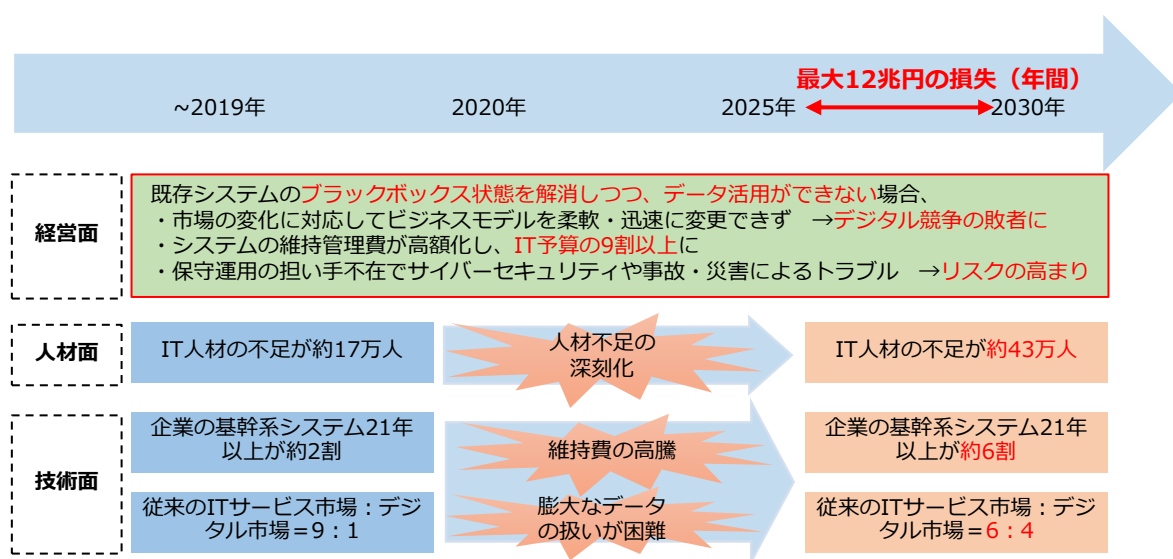 最大12兆円の損失（年間）
~2019年
2020年
2025年
2030年
経営面
既存システムのブラックボックス状態を解消しつつ、データ活用ができない場合、
・市場の変化に対応してビジネスモデルを柔軟・迅速に変更できず　→デジタル競争の敗者に
・システムの維持管理費が高額化し、IT予算の9割以上に
・保守運用の担い手不在でサイバーセキュリティや事故・災害によるトラブル　→リスクの高まり
人材面
IT人材の不足が約17万人
人材不足の
深刻化
IT人材の不足が約43万人
技術面
企業の基幹系システム21年
以上が約2割
維持費の高騰
企業の基幹系システム21年
以上が約6割
従来のITサービス市場：デジ
タル市場＝9：1
膨大なデータ
の扱いが困難
従来のITサービス市場：デジ
タル市場＝6：4